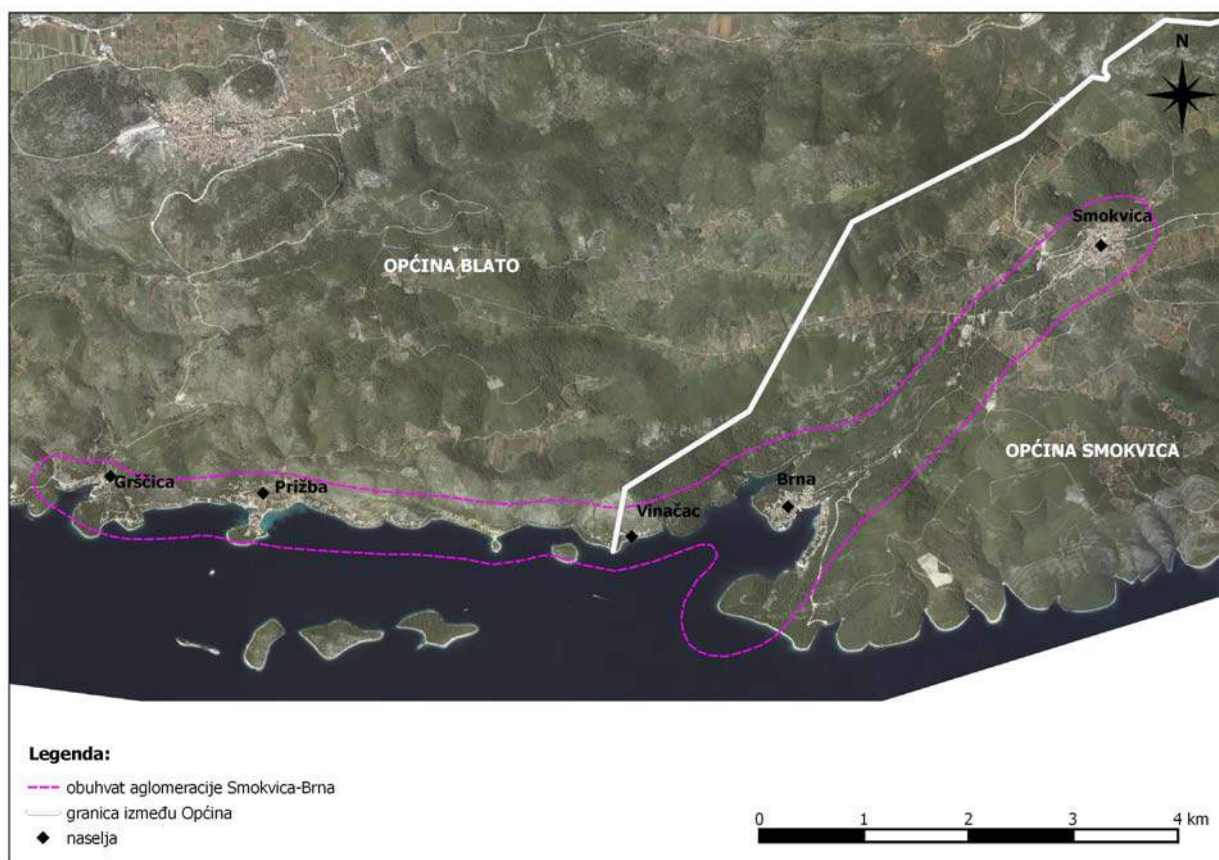 N
Smokvica
OPĆINA BLATO
OPĆINA SMOKVICA
Grščica
Prižba
Brna
Vinačac
Legenda:
obuhvat aglomeracije Smokvica-Brna
granica između Općina
naselja
0 1 2 3 4 km